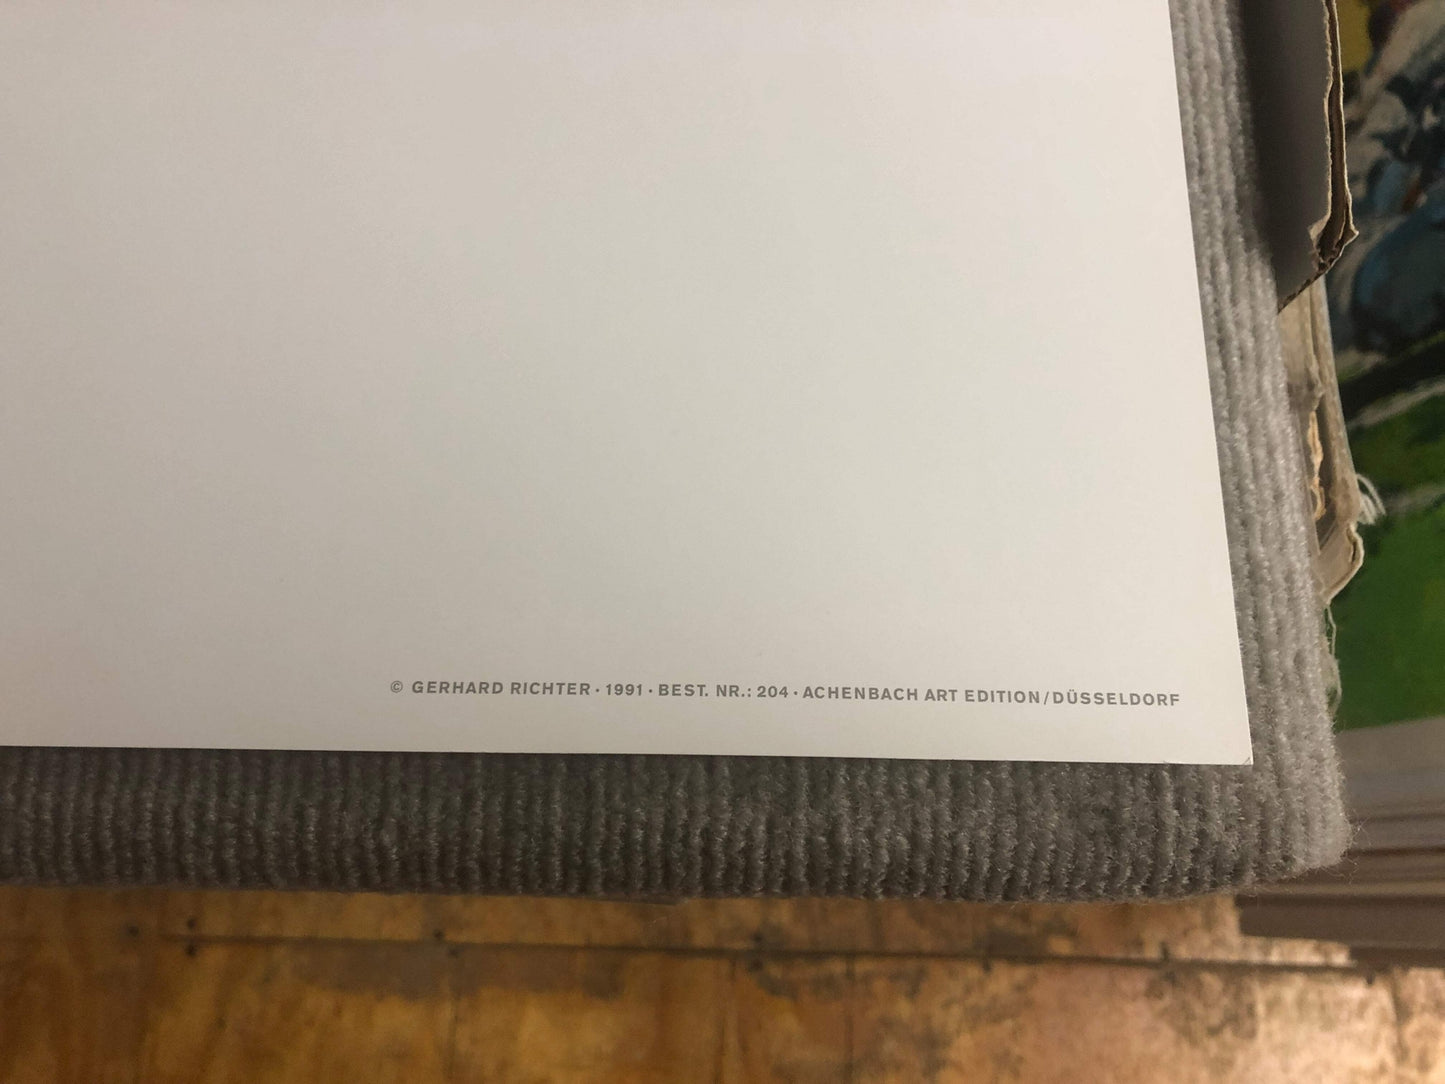 © GERHARD RICHTER · 1991 · BEST. NR.: 204 · ACHENBACH ART EDITION/DÜSSELDORF